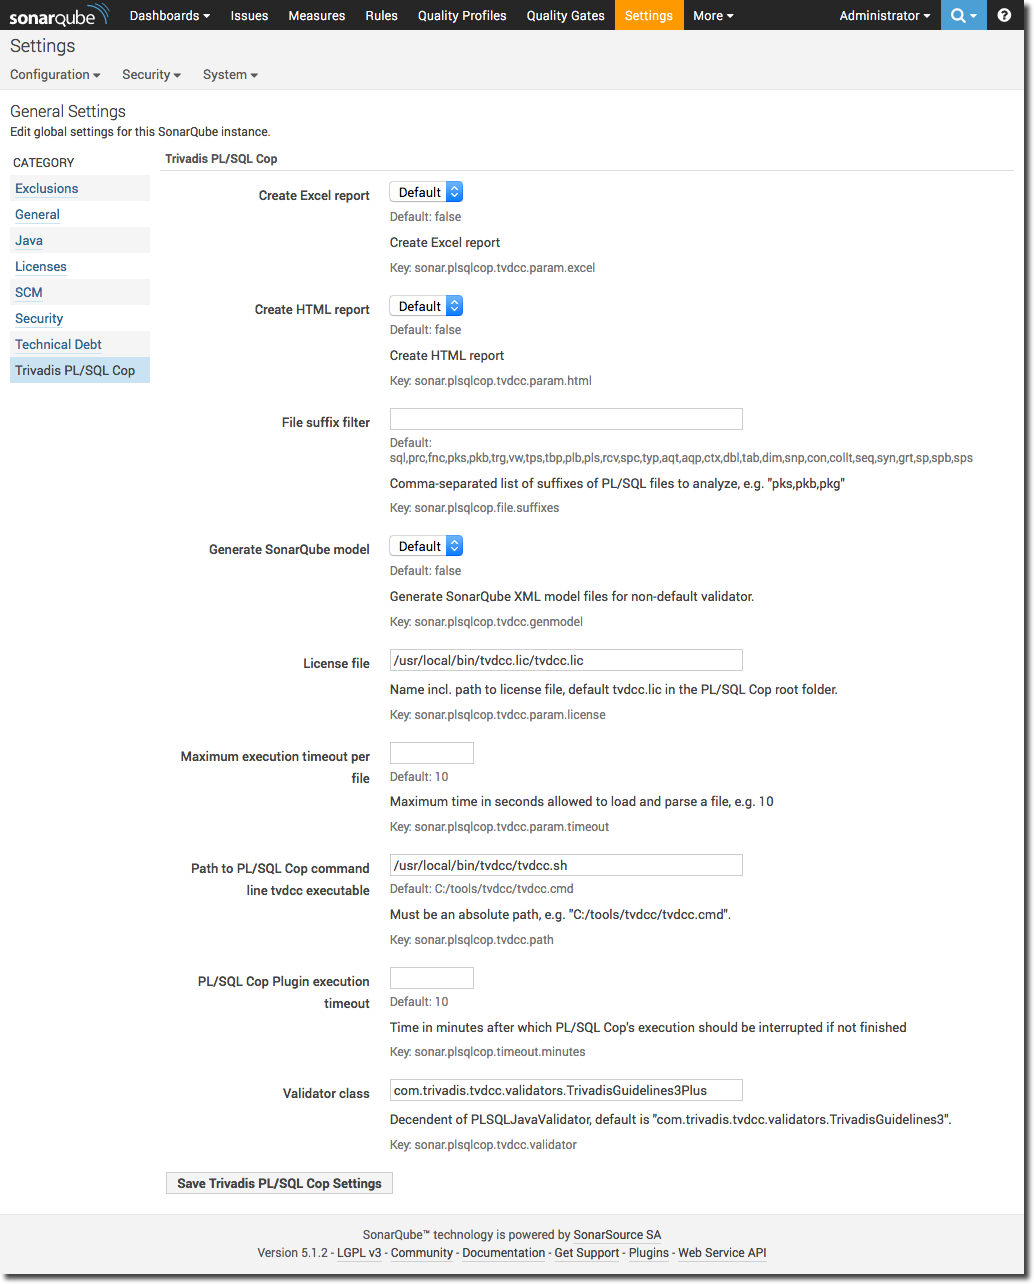 sonarqube Dashboards Issues Measures Rules Quality Profiles Quality Gates Settings More Administrator ?
Settings
Configuration Security System
General Settings
Edit global settings for this SonarQube instance.
CATEGORY
Exclusions
General
Java
Licenses
SCM
Security
Technical Debt
Trivadis PL/SQL Cop
Trivadis PL/SQL Cop
Create Excel report Default
Default: false
Create Excel report
Key: sonar.plsqlcop.tvdcc.param.excel
Create HTML report Default
Default: false
Create HTML report
Key: sonar.plsqlcop.tvdcc.param.html
File suffix filter
Default:
sql,prc,fnc,pks,pkb,trg,vw,tps,tbp,plb,pls,rcv,spc,typ,aqt,aqp,ctx,dbl,tab,dim,snp,con,collt,seq,syn,grt,sp,spb,sps
Comma-separated list of suffixes of PL/SQL files to analyze, e.g. "pks,pkb,pkg"
Key: sonar.plsqlcop.file.suffixes
Generate SonarQube model Default
Default: false
Generate SonarQube XML model files for non-default validator.
Key: sonar.plsqlcop.tvdcc.genmodel
License file /usr/local/bin/tvdcc.lic/tvdcc.lic
Name incl. path to license file, default tvdcc.lic in the PL/SQL Cop root folder.
Key: sonar.plsqlcop.tvdcc.param.license
Maximum execution timeout per
file
Default: 10
Maximum time in seconds allowed to load and parse a file, e.g. 10
Key: sonar.plsqlcop.tvdcc.param.timeout
Path to PL/SQL Cop command
line tvdcc executable
/usr/local/bin/tvdcc/tvdcc.sh
Default: C:/tools/tvdcc/tvdcc.cmd
Must be an absolute path, e.g. "C:/tools/tvdcc/tvdcc.cmd".
Key: sonar.plsqlcop.tvdcc.path
PL/SQL Cop Plugin execution
timeout
Default: 10
Time in minutes after which PL/SQL Cop's execution should be interrupted if not finished
Key: sonar.plsqlcop.timeout.minutes
Validator class com.trivadis.tvdcc.validators.TrivadisGuidelines3Plus
Decendent of PLSQLJavaValidator, default is "com.trivadis.tvdcc.validators.TrivadisGuidelines3".
Key: sonar.plsqlcop.tvdcc.validator
Save Trivadis PL/SQL Cop Settings
SonarQube™ technology is powered by SonarSource SA
Version 5.1.2 - LGPL v3 - Community - Documentation - Get Support - Plugins - Web Service API